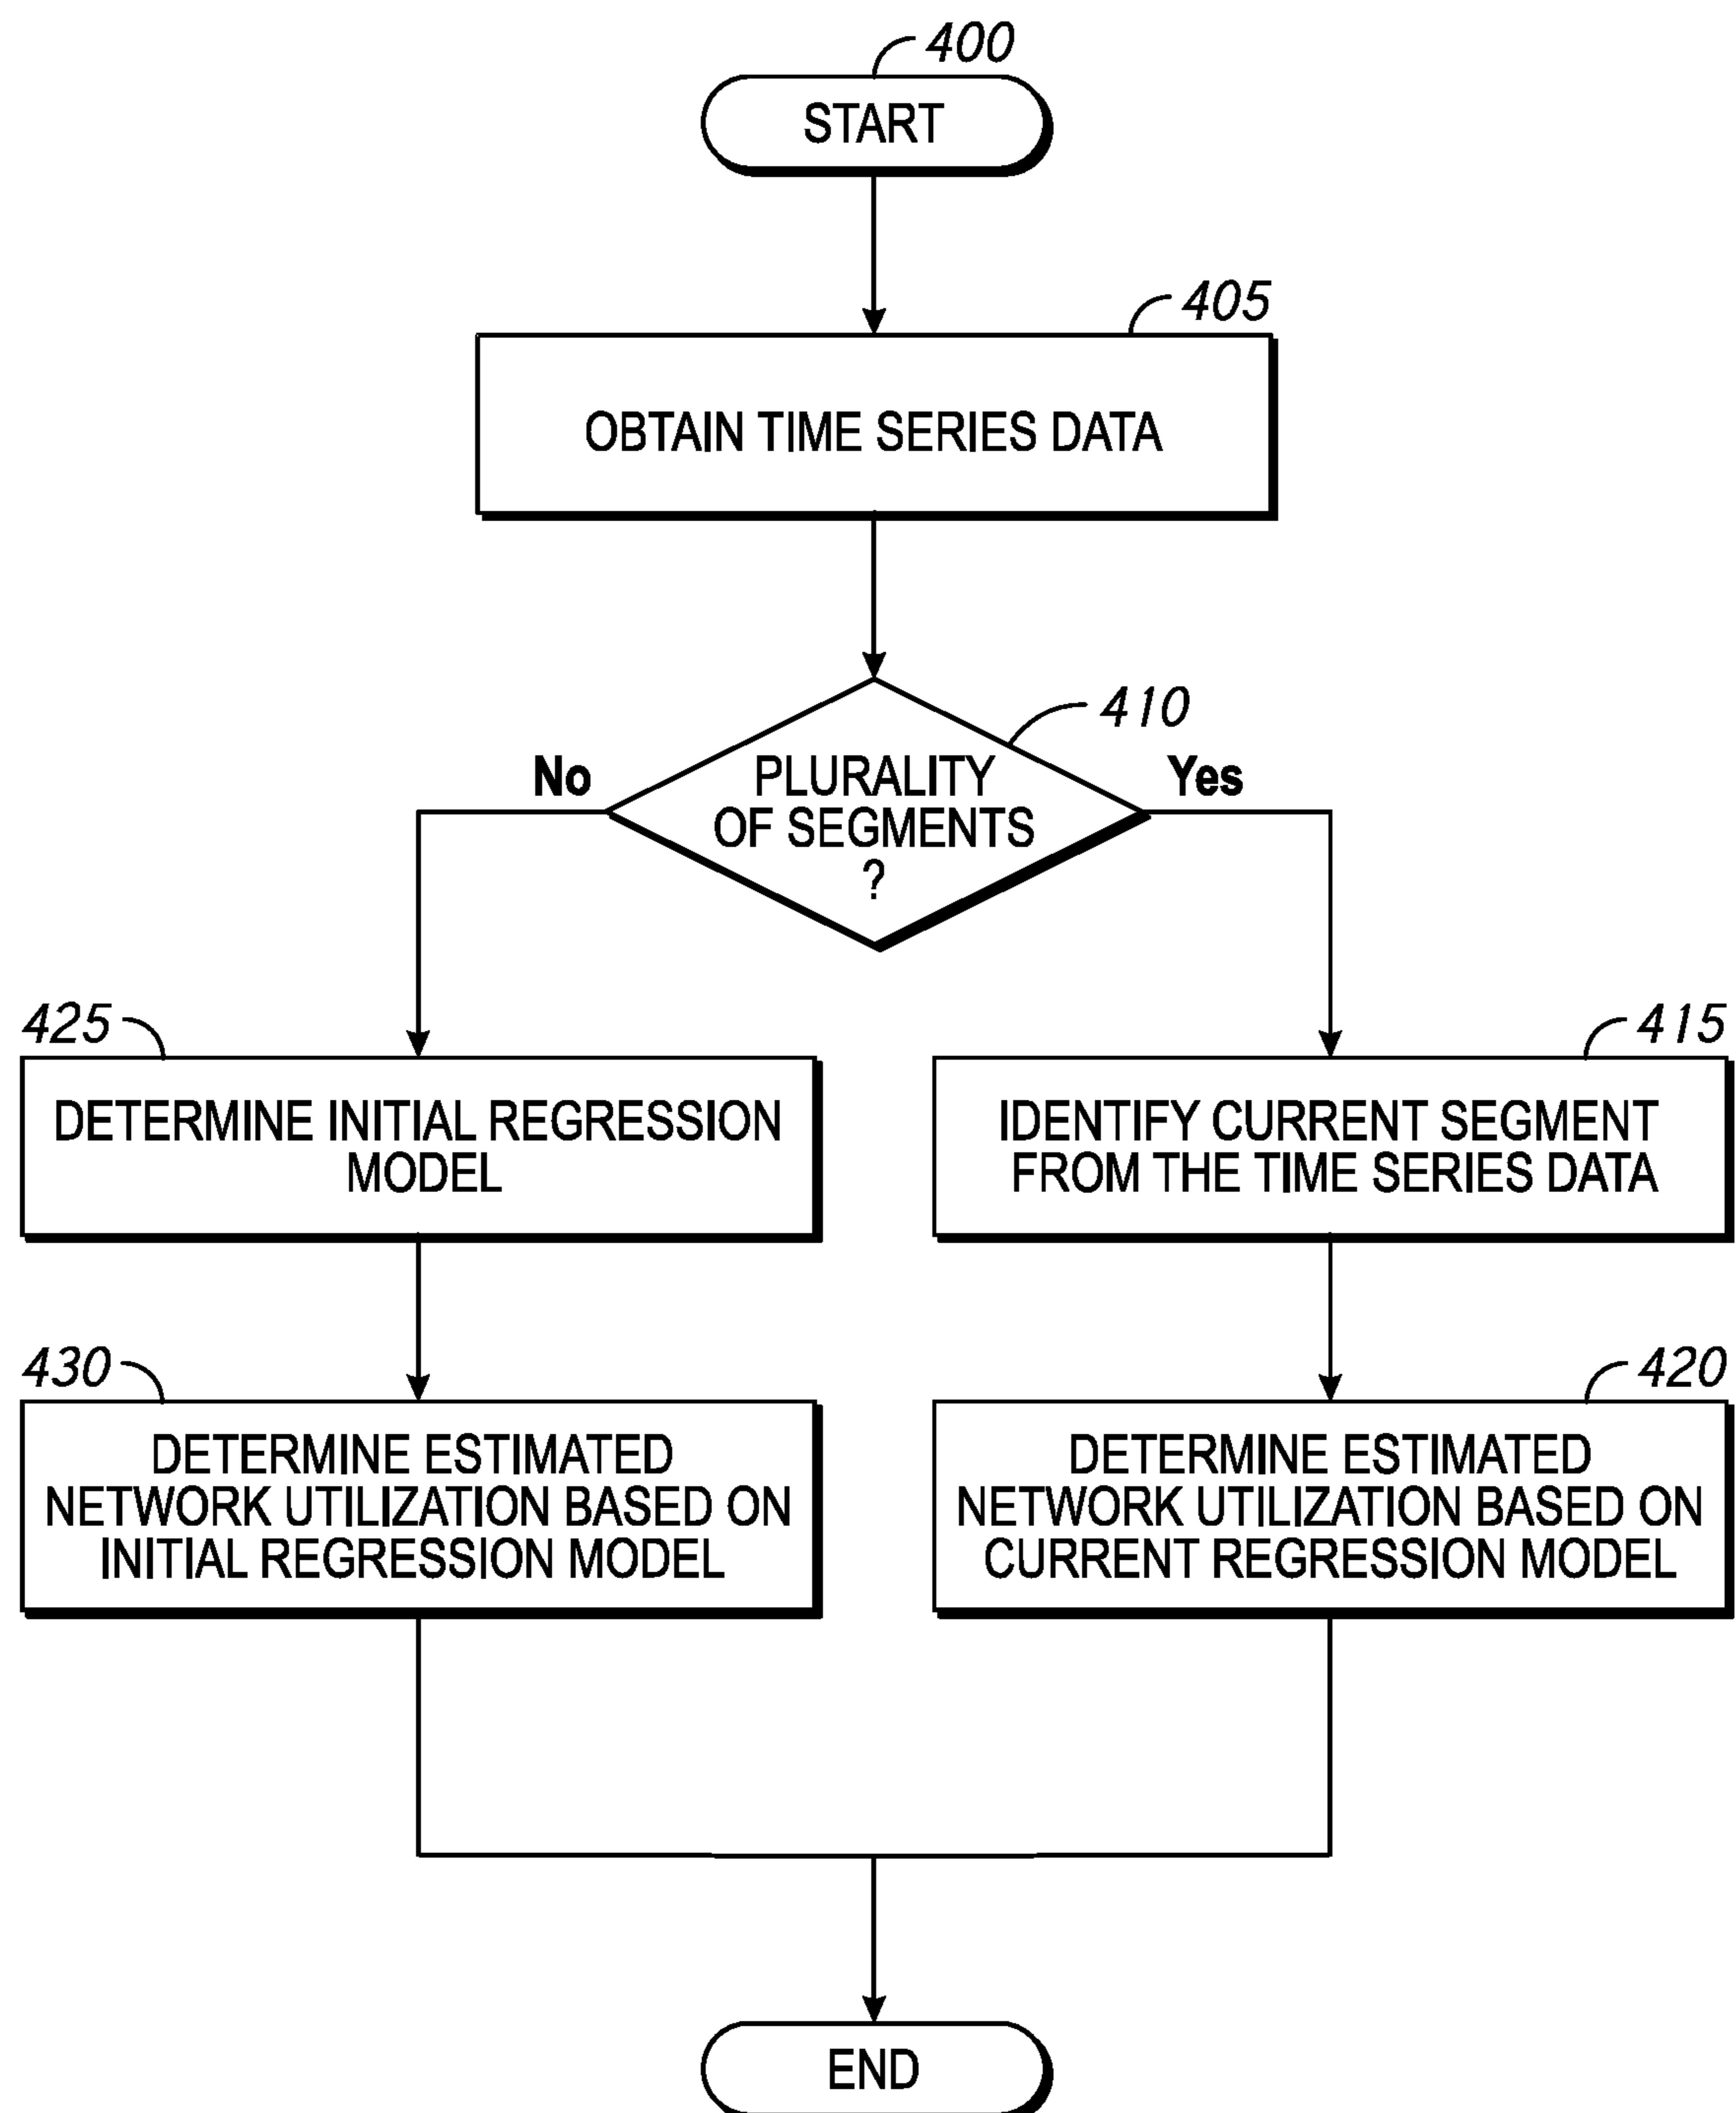 400
START
405
OBTAIN TIME SERIES DATA
410
No
PLURALITY
OF SEGMENTS
?
Yes
425
DETERMINE INITIAL REGRESSION
MODEL
415
IDENTIFY CURRENT SEGMENT
FROM THE TIME SERIES DATA
430
DETERMINE ESTIMATED
NETWORK UTILIZATION BASED ON
INITIAL REGRESSION MODEL
420
DETERMINE ESTIMATED
NETWORK UTILIZATION BASED ON
CURRENT REGRESSION MODEL
END